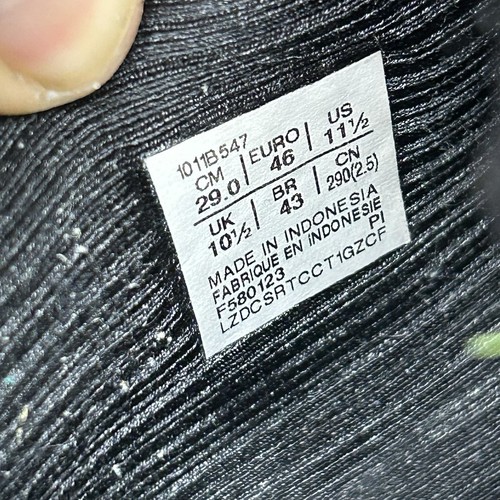 1011B547
CM EURO US
29.0 46 11½
UK BR CN
10½ 43 290(2.5)
MADE IN INDONESIA
FABRIQUE EN INDONESIE
F580123 PI
LZDCSRTCCT1GZCF